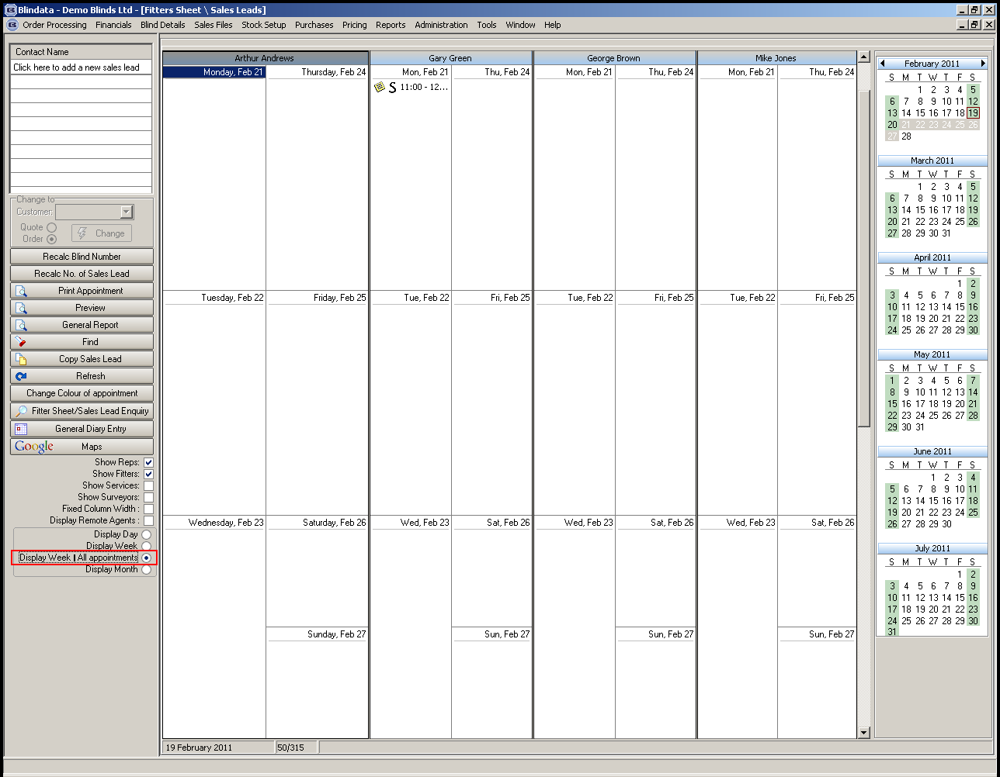 Blindata - Demo Blinds Ltd - [Fitters Sheet \ Sales Leads]
Order Processing Financials Blind Details Sales Files Stock Setup Purchases Pricing Reports Administration Tools Window Help
Contact Name
Click here to add a new sales lead
Change to
Customer:
Quote
Order
Change
Recalc Blind Number
Recalc No. of Sales Lead
Print Appointment
Preview
General Report
Find
Copy Sales Lead
Refresh
Change Colour of appointment
Fitter Sheet/Sales Lead Enquiry
General Diary Entry
Google Maps
Show Reps:
Show Fitters:
Show Services:
Show Surveyors:
Fixed Column Width :
Display Remote Agents :
Display Day
Display Week
Display Week | All appointments
Display Month
Arthur Andrews Gary Green George Brown Mike Jones
Monday, Feb 21 Thursday, Feb 24 Mon, Feb 21 Thu, Feb 24 Mon, Feb 21 Thu, Feb 24 Mon, Feb 21 Thu, Feb 24
S 11:00 - 12...
Tuesday, Feb 22 Friday, Feb 25 Tue, Feb 22 Fri, Feb 25 Tue, Feb 22 Fri, Feb 25 Tue, Feb 22 Fri, Feb 25
Wednesday, Feb 23 Saturday, Feb 26 Wed, Feb 23 Sat, Feb 26 Wed, Feb 23 Sat, Feb 26 Wed, Feb 23 Sat, Feb 26
Sunday, Feb 27 Sun, Feb 27 Sun, Feb 27 Sun, Feb 27
19 February 2011 50/315
February 2011
S M T W T F S
1 2 3 4 5
6 7 8 9 10 11 12
13 14 15 16 17 18 19
20 21 22 23 24 25 26
27 28
March 2011
S M T W T F S
1 2 3 4 5
6 7 8 9 10 11 12
13 14 15 16 17 18 19
20 21 22 23 24 25 26
27 28 29 30 31
April 2011
S M T W T F S
1 2
3 4 5 6 7 8 9
10 11 12 13 14 15 16
17 18 19 20 21 22 23
24 25 26 27 28 29 30
May 2011
S M T W T F S
1 2 3 4 5 6 7
8 9 10 11 12 13 14
15 16 17 18 19 20 21
22 23 24 25 26 27 28
29 30 31
June 2011
S M T W T F S
1 2 3 4
5 6 7 8 9 10 11
12 13 14 15 16 17 18
19 20 21 22 23 24 25
26 27 28 29 30
July 2011
S M T W T F S
1 2
3 4 5 6 7 8 9
10 11 12 13 14 15 16
17 18 19 20 21 22 23
24 25 26 27 28 29 30
31